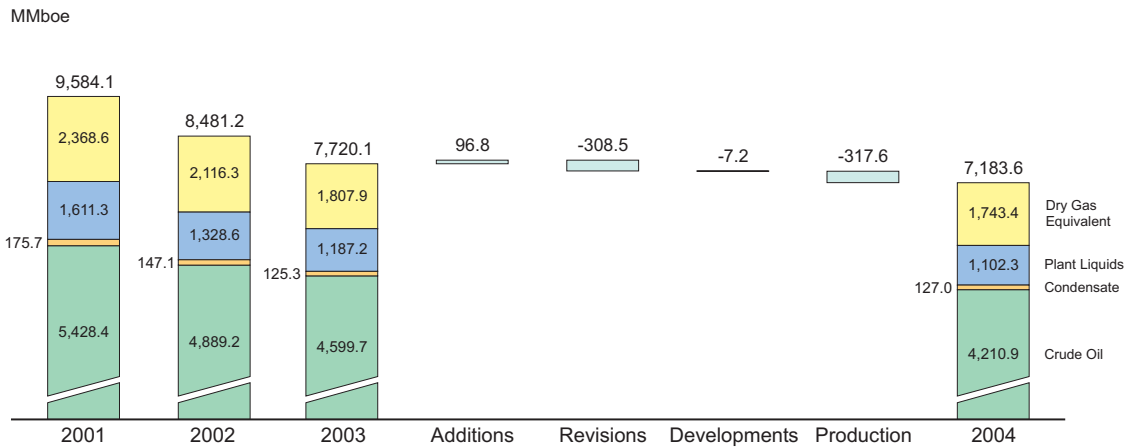 MMboe
9,584.1
2,368.6
1,611.3
175.7
5,428.4
2001
8,481.2
2,116.3
1,328.6
147.1
4,889.2
2002
7,720.1
1,807.9
1,187.2
125.3
4,599.7
2003
96.8
Additions
-308.5
Revisions
-7.2
Developments
-317.6
Production
7,183.6
1,743.4
1,102.3
127.0
4,210.9
2004
Dry Gas
Equivalent
Plant Liquids
Condensate
Crude Oil